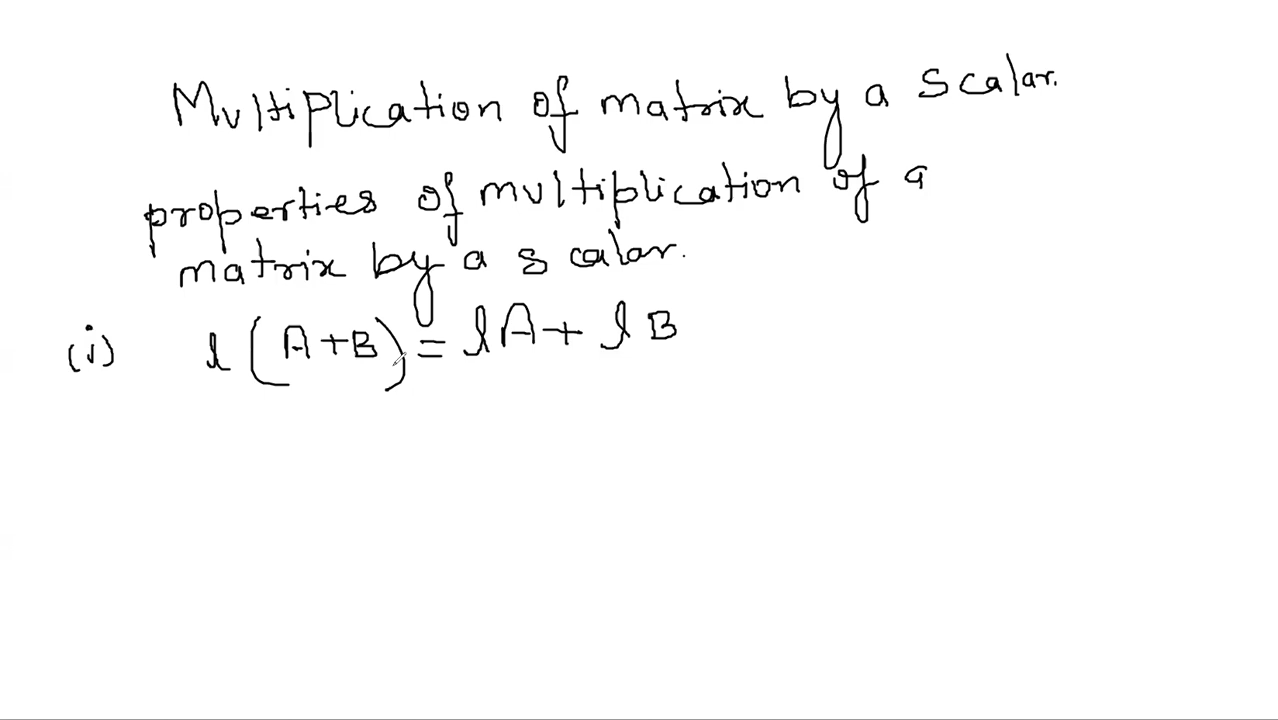 Multiplication of matrix by a scalar.
properties of multiplication of a
matrix by a scalar.
(i) l(A+B) = lA + lB